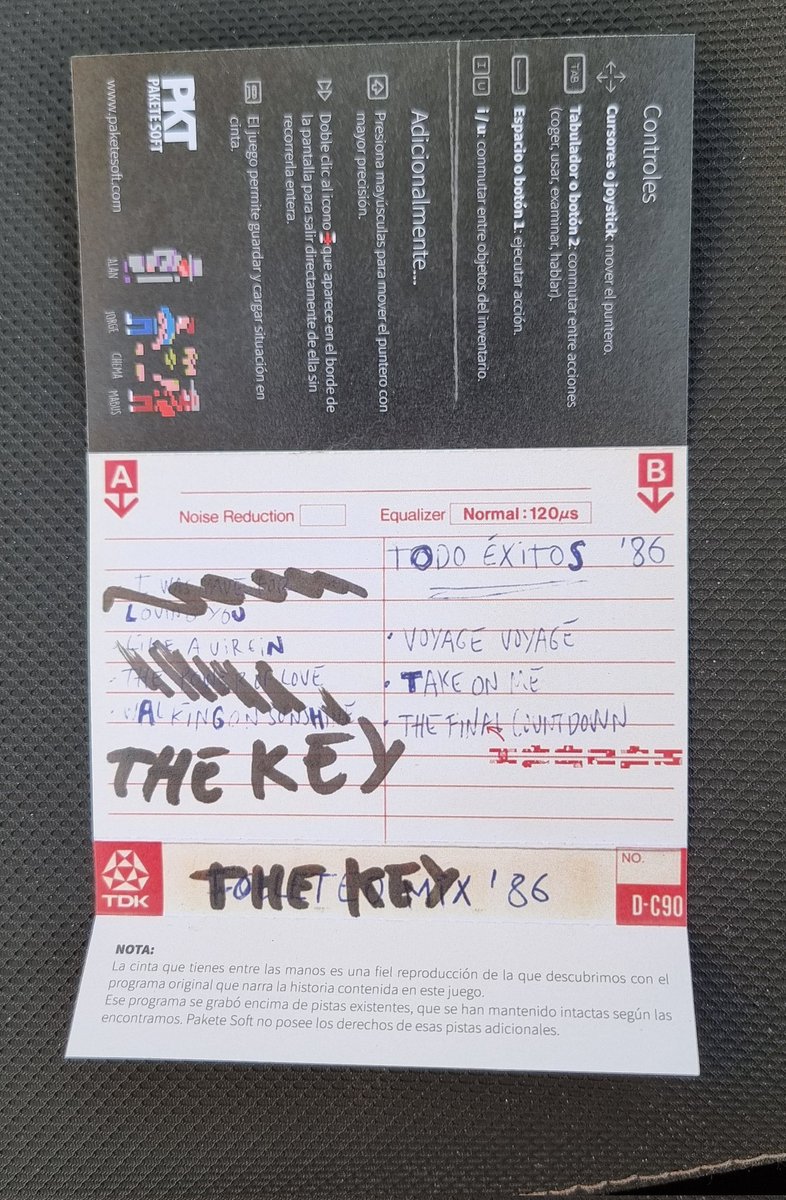 Controles
Cursores o joystick: mover el puntero.
TAB
Tabulador o botón 2: conmutar entre acciones
(coger, usar, examinar, hablar).
Espacio o botón 1: ejecutar acción.
I U
i/u: conmutar entre objetos del inventario.
Adicionalmente...
Presiona mayúsculas para mover el puntero con
mayor precisión.
Doble clic al icono que aparece en el borde de
la pantalla para salir directamente de ella sin
recorrerla entera.
El juego permite guardar y cargar situación en
cinta.
PKT
PAKETE SOFT
www.paketesoft.com
ALAN JORGE CHEMA MABUS
A
B
Noise Reduction
Equalizer Normal:120µs
LOVING YOU
A VIRGIN
THE POWER OF LOVE
· WALKING ON SUNSHINE
THE KEY
TODO ÉXITOS '86
· VOYAGE VOYAGE
· TAKE ON ME
· THE FINAL COUNTDOWN
TDK
THE KEY
MIX '86
NO.
D-C90
NOTA:
La cinta que tienes entre las manos es una fiel reproducción de la que descubrimos con el
programa original que narra la historia contenida en este juego.
Ese programa se grabó encima de pistas existentes, que se han mantenido intactas según las
encontramos. Pakete Soft no posee los derechos de esas pistas adicionales.